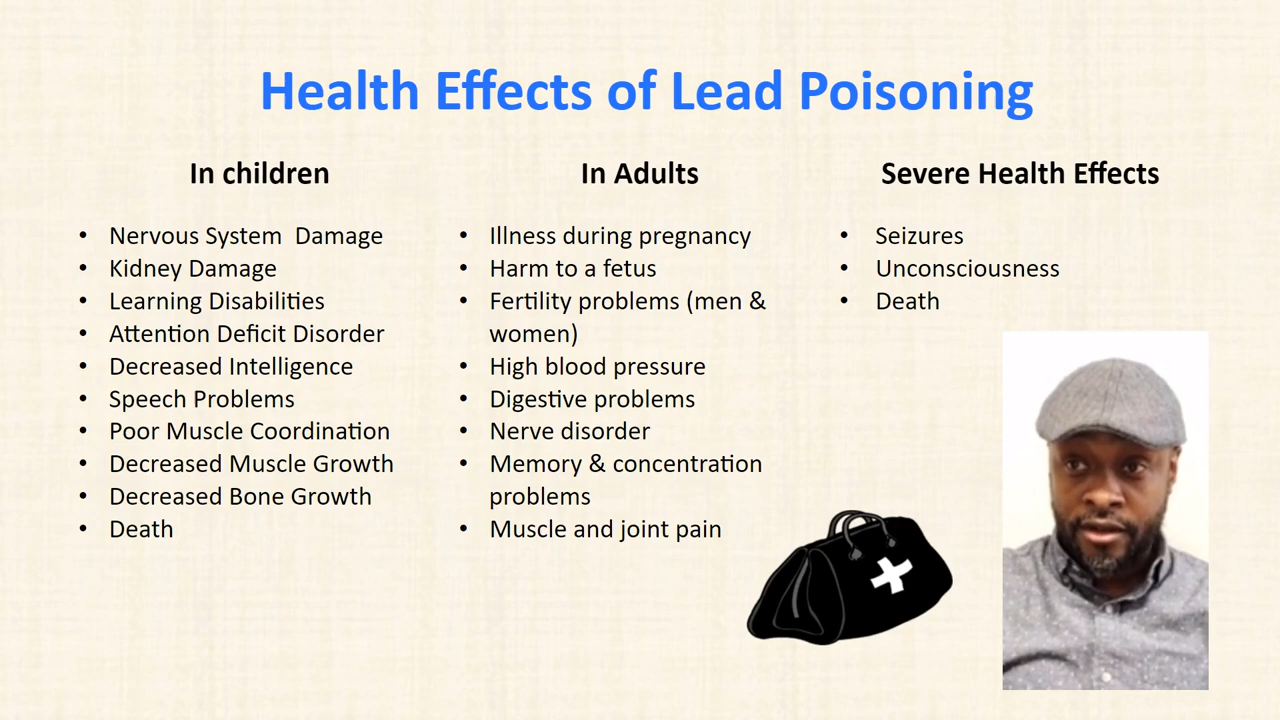 Health Effects of Lead Poisoning
In children
• Nervous System  Damage
• Kidney Damage
• Learning Disabilities
• Attention Deficit Disorder
• Decreased Intelligence
• Speech Problems
• Poor Muscle Coordination
• Decreased Muscle Growth
• Decreased Bone Growth
• Death
In Adults
• Illness during pregnancy
• Harm to a fetus
• Fertility problems (men &
women)
• High blood pressure
• Digestive problems
• Nerve disorder
• Memory & concentration
problems
• Muscle and joint pain
Severe Health Effects
• Seizures
• Unconsciousness
• Death